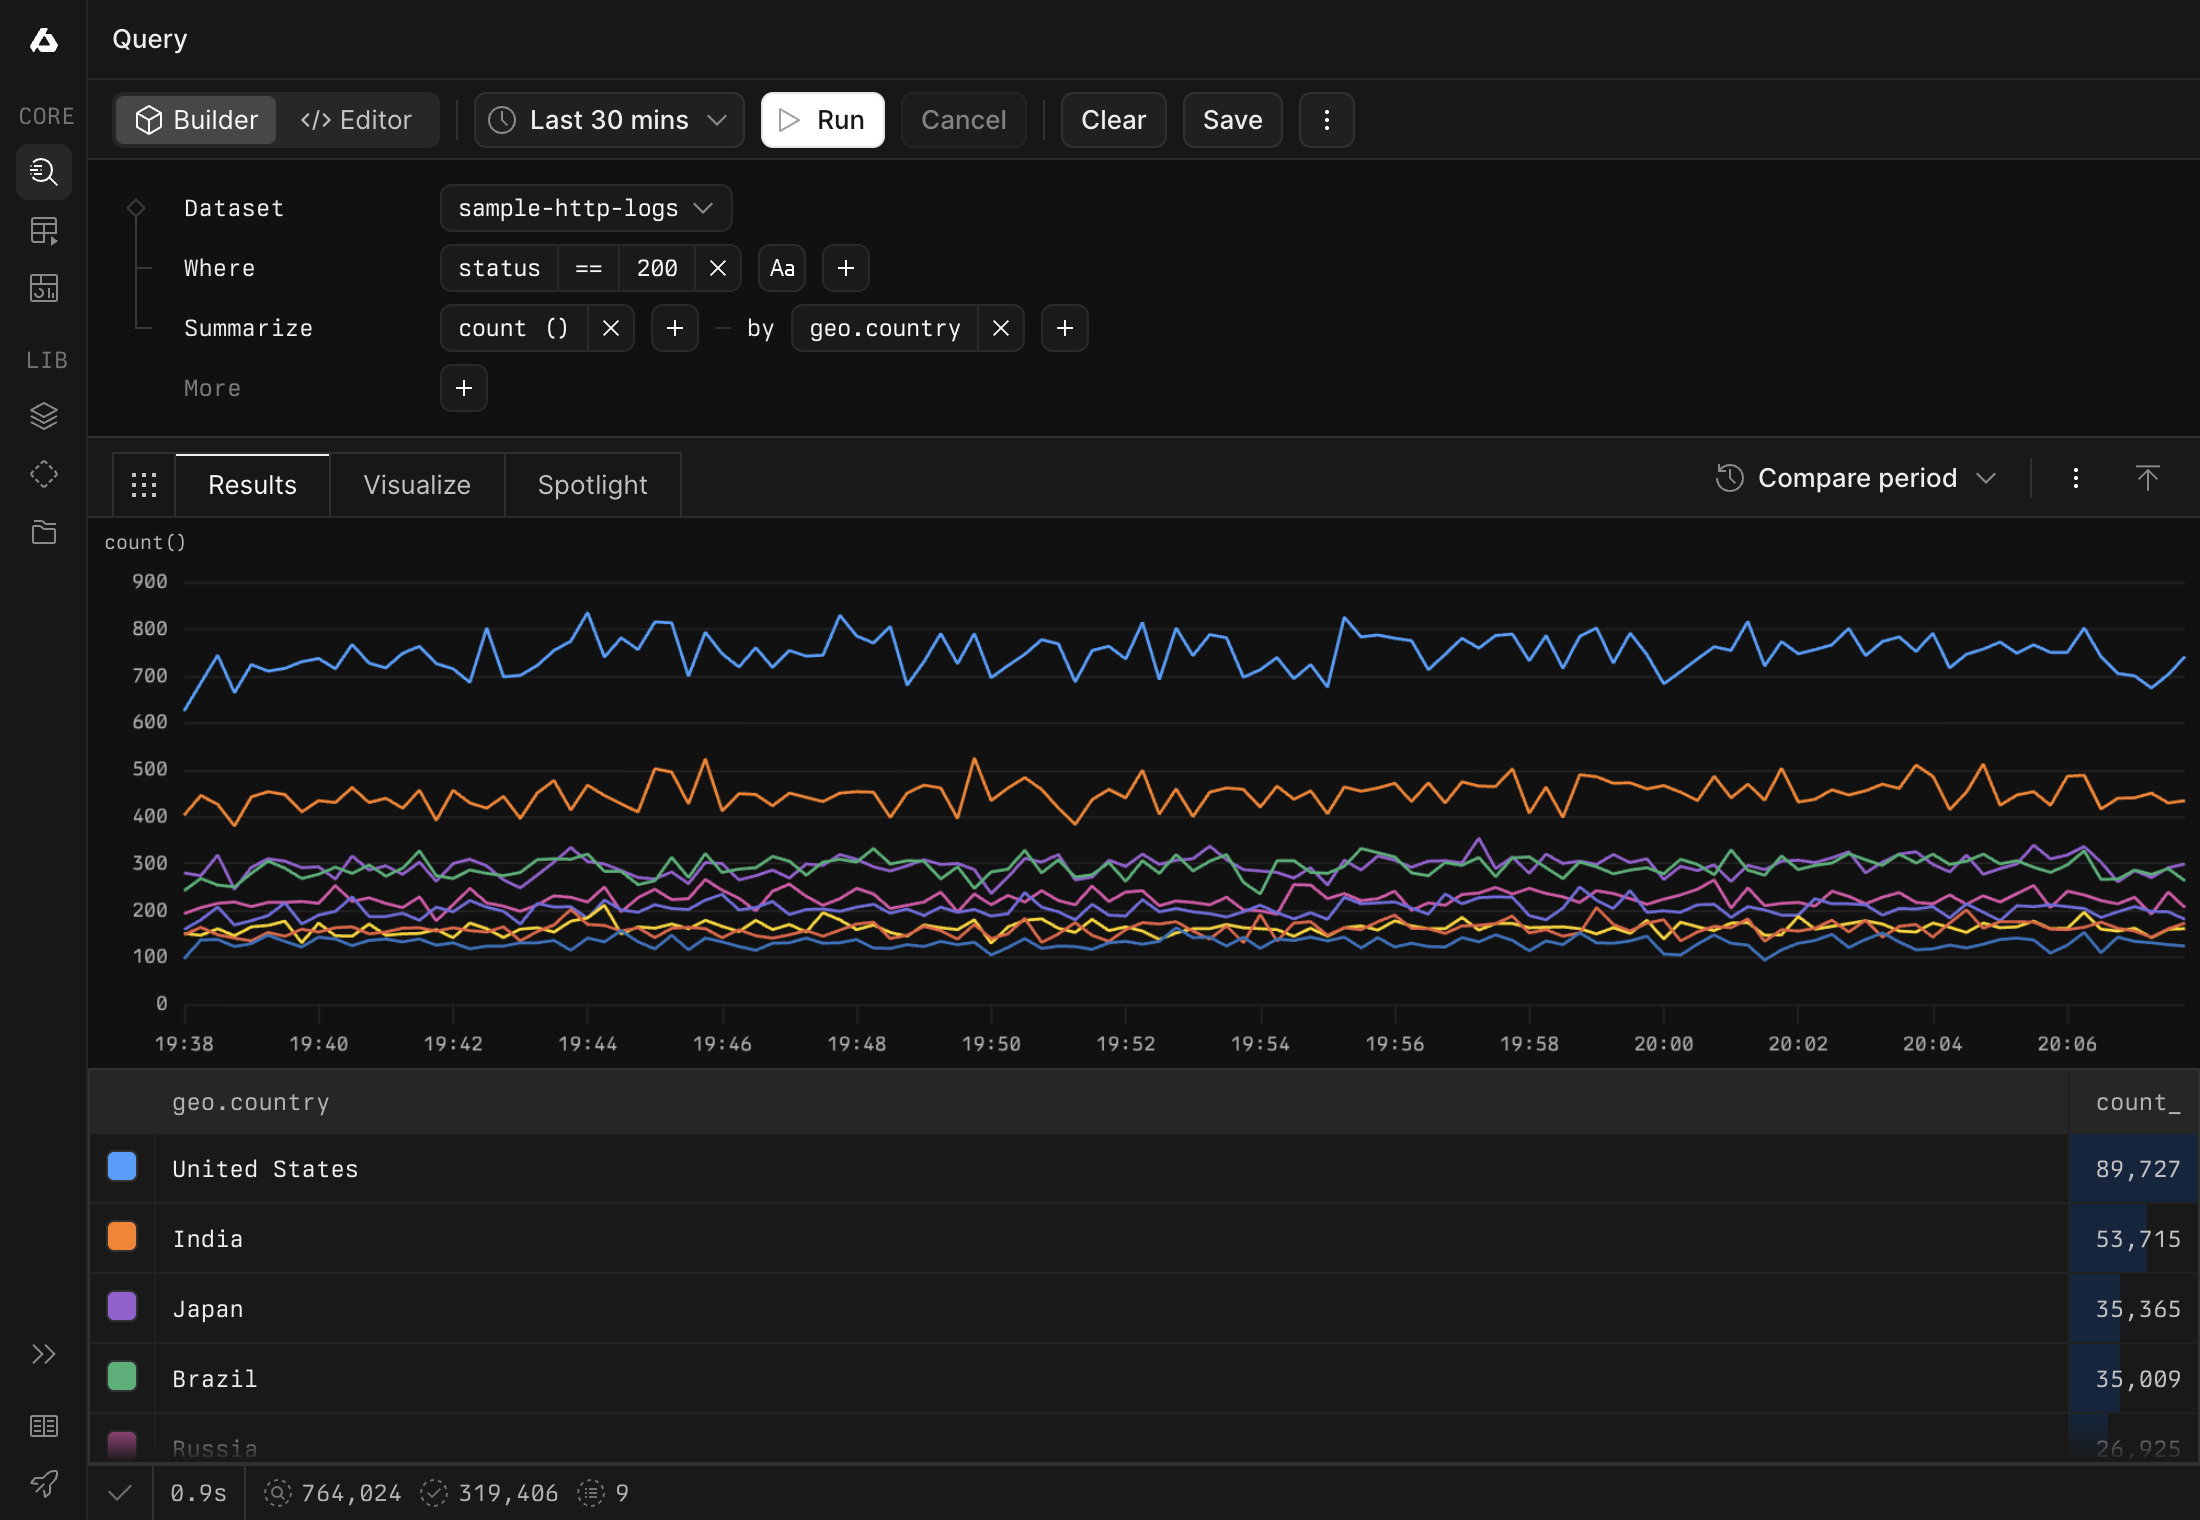 Query
CORE
Builder </> Editor Last 30 mins Run Cancel Clear Save
Dataset sample-http-logs
Where status == 200 Aa +
Summarize count () + by geo.country +
LIB
More +
Results Visualize Spotlight Compare period
count()
900
800
700
600
500
400
300
200
100
0
19:38 19:40 19:42 19:44 19:46 19:48 19:50 19:52 19:54 19:56 19:58 20:00 20:02 20:04 20:06
geo.country count_
United States 89,727
India 53,715
Japan 35,365
Brazil 35,009
Russia 26,925
0.9s 764,024 319,406 9